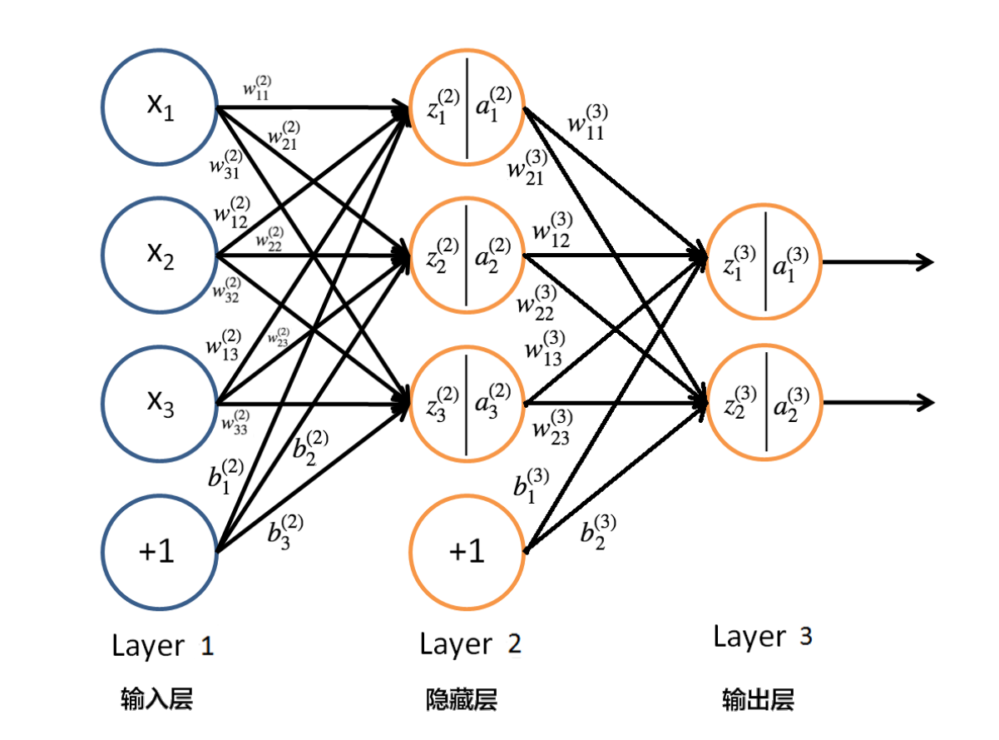 x₁
w₁₁⁽²⁾
w₂₁⁽²⁾
w₃₁⁽²⁾
z₁⁽²⁾ a₁⁽²⁾
w₁₁⁽³⁾
w₂₁⁽³⁾
x₂
w₁₂⁽²⁾
w₂₂⁽²⁾
w₃₂⁽²⁾
z₂⁽²⁾ a₂⁽²⁾
w₁₂⁽³⁾
w₂₂⁽³⁾
z₁⁽³⁾ a₁⁽³⁾
x₃
w₁₃⁽²⁾
w₂₃⁽²⁾
w₃₃⁽²⁾
z₃⁽²⁾ a₃⁽²⁾
w₁₃⁽³⁾
w₂₃⁽³⁾
z₂⁽³⁾ a₂⁽³⁾
+1
b₁⁽²⁾
b₂⁽²⁾
b₃⁽²⁾
+1
b₁⁽³⁾
b₂⁽³⁾
Layer 1
输入层
Layer 2
隐藏层
Layer 3
输出层